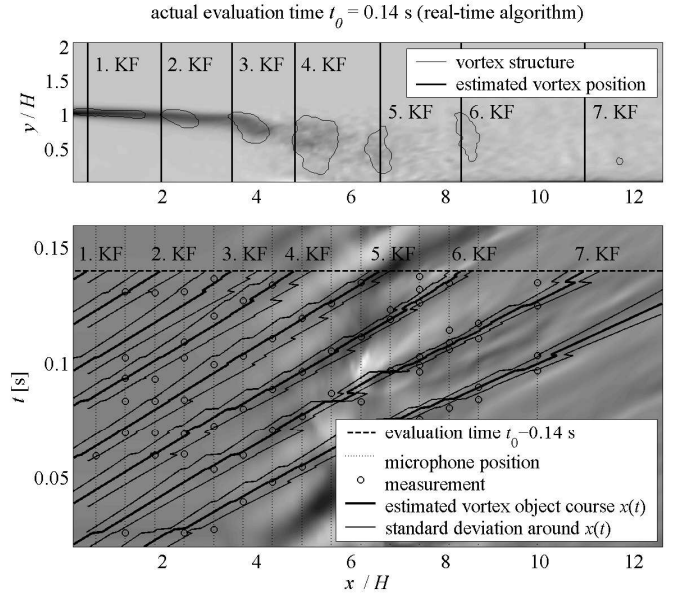 actual evaluation time t0 = 0.14 s (real-time algorithm)
2
1
0.5
y / H
1. KF
2. KF
3. KF
4. KF
5. KF
6. KF
7. KF
vortex structure
estimated vortex position
2 4 6 8 10 12
0.15
0.1
0.05
t [s]
1. KF 2. KF 3. KF 4. KF 5. KF 6. KF 7. KF
evaluation time t0−0.14 s
microphone position
measurement
estimated vortex object course x(t)
standard deviation around x(t)
2 4 6 8 10 12
x / H